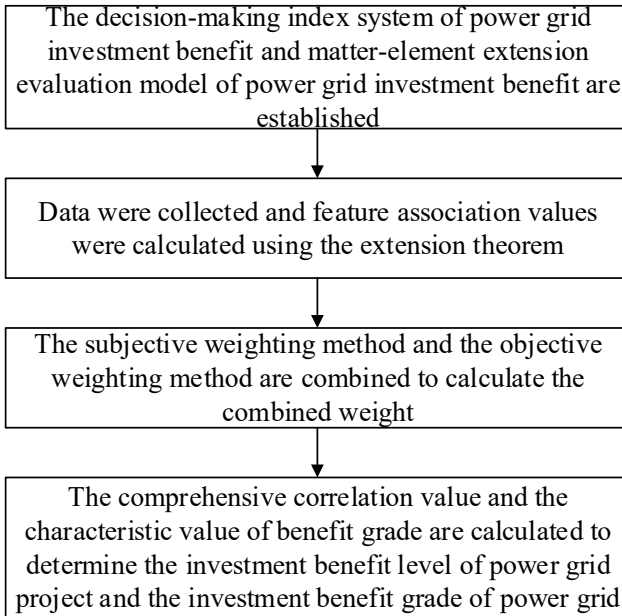 The decision-making index system of power grid
investment benefit and matter-element extension
evaluation model of power grid investment benefit are
established
Data were collected and feature association values
were calculated using the extension theorem
The subjective weighting method and the objective
weighting method are combined to calculate the
combined weight
The comprehensive correlation value and the
characteristic value of benefit grade are calculated to
determine the investment benefit level of power grid
project and the investment benefit grade of power grid